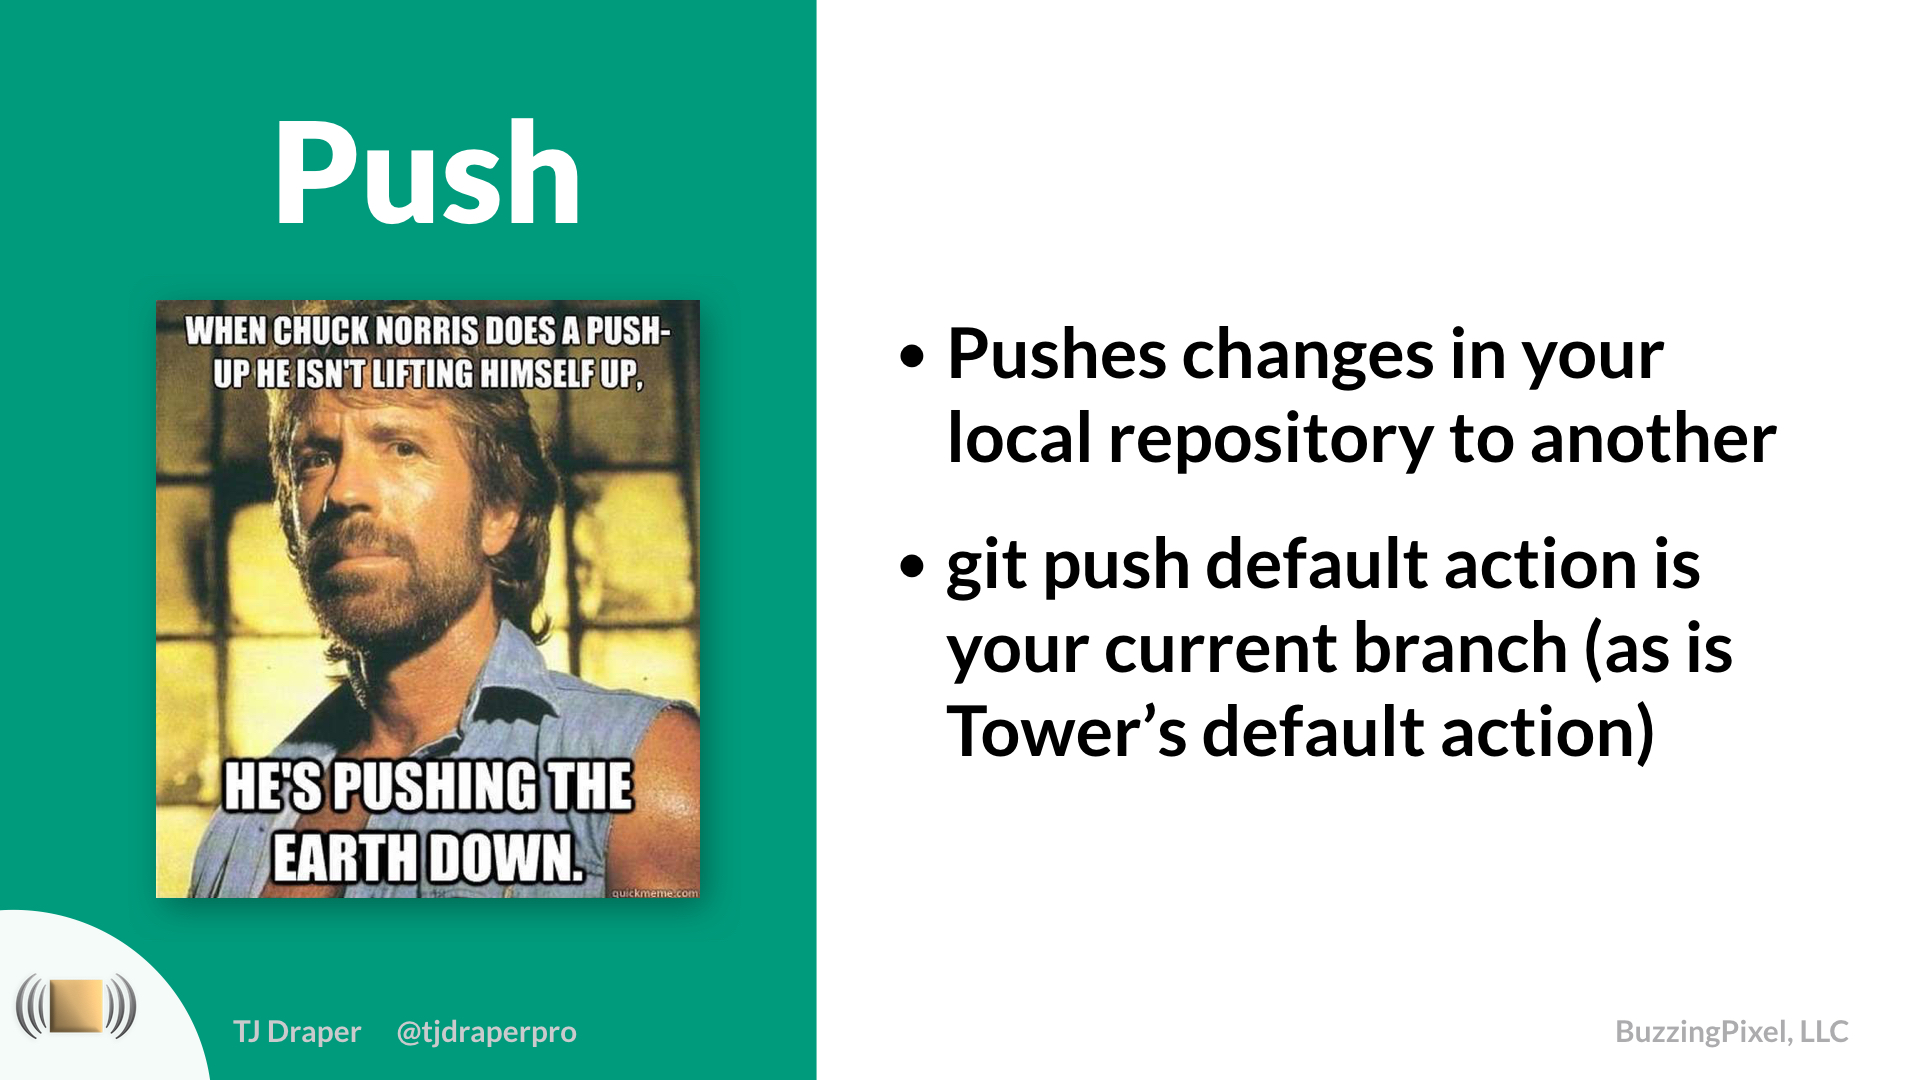 Push
WHEN CHUCK NORRIS DOES A PUSH-
UP HE ISN'T LIFTING HIMSELF UP,
HE'S PUSHING THE
EARTH DOWN.
quickmeme.com
• Pushes changes in your
local repository to another
• git push default action is
your current branch (as is
Tower’s default action)
TJ Draper @tjdraperpro
BuzzingPixel, LLC